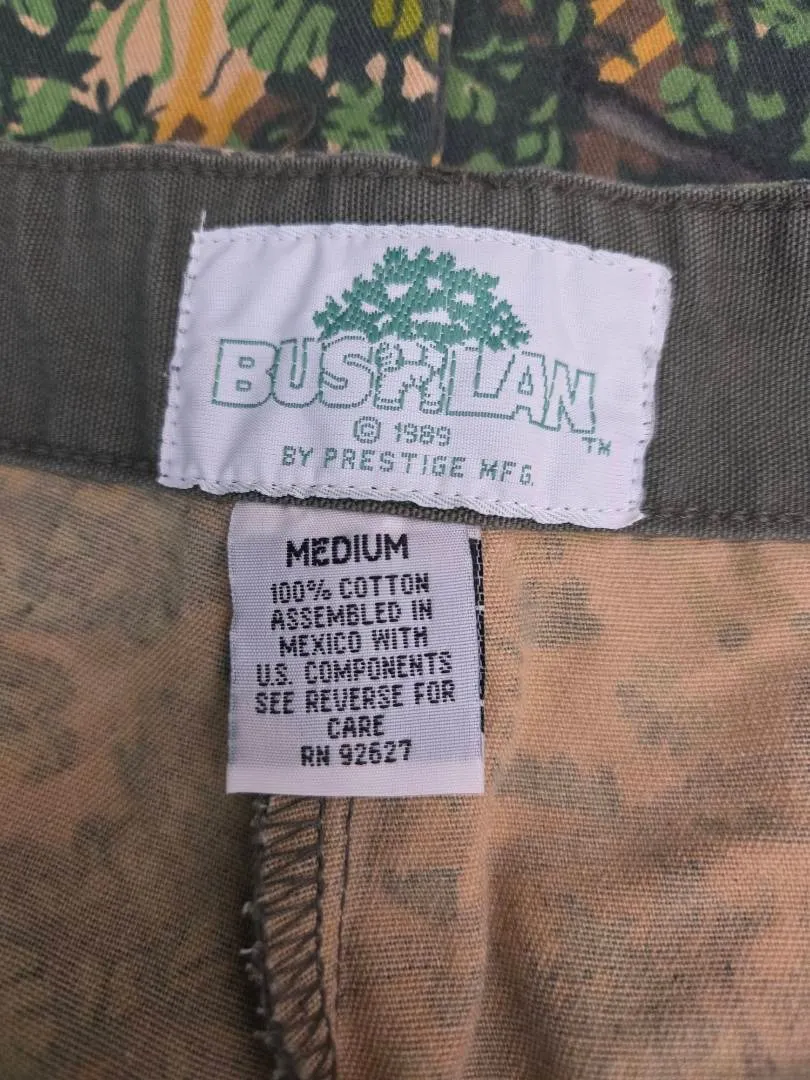 BUSHLAN
© 1989 TM
BY PRESTIGE MFG.
MEDIUM
100% COTTON
ASSEMBLED IN
MEXICO WITH
U.S. COMPONENTS
SEE REVERSE FOR
CARE
RN 92627